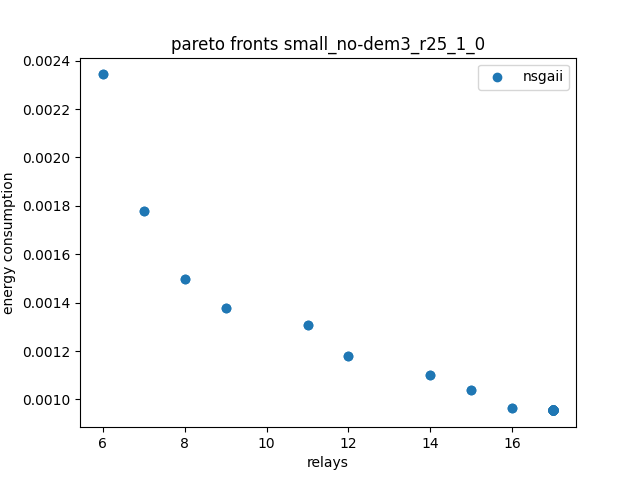 pareto fronts small_no-dem3_r25_1_0
nsgaii
0.0024
0.0022
0.0020
0.0018
0.0016
0.0014
0.0012
0.0010
energy consumption
6 8 10 12 14 16
relays